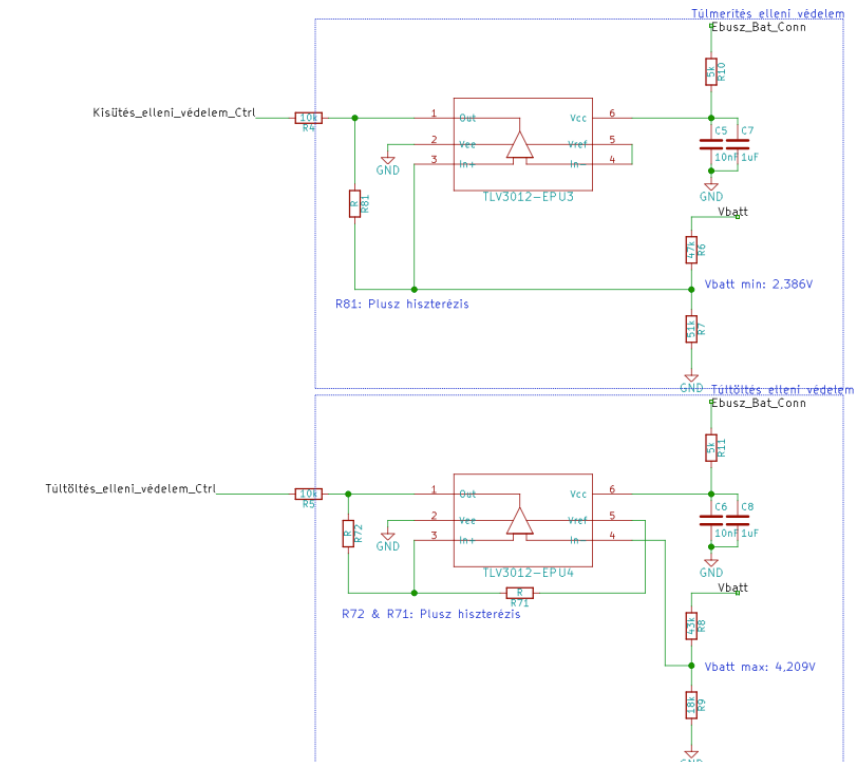 Túlmerítés elleni védelem
Ebusz_Bat_Conn
5k
R10
Kisütés_elleni_védelem_Ctrl
10k
R4
1
Out
Vcc
6
2
Vee
Vref
5
3
In+
In-
4
C5
C7
10nF
1uF
GND
GND
TLV3012-EPU3
R
R81
Vbatt
47k
R6
Vbatt min: 2,386V
R81: Plusz hiszterézis
51k
R7
GND
Túltöltés elleni védelem
Ebusz_Bat_Conn
5k
R11
Túltöltés_elleni_védelem_Ctrl
10k
R5
1
Out
Vcc
6
2
Vee
Vref
5
3
In+
In-
4
C6
C8
10nF
1uF
R
R72
GND
GND
TLV3012-EPU4
R
R71
Vbatt
R72 & R71: Plusz hiszterézis
43k
R8
Vbatt max: 4,209V
18k
R9
GND